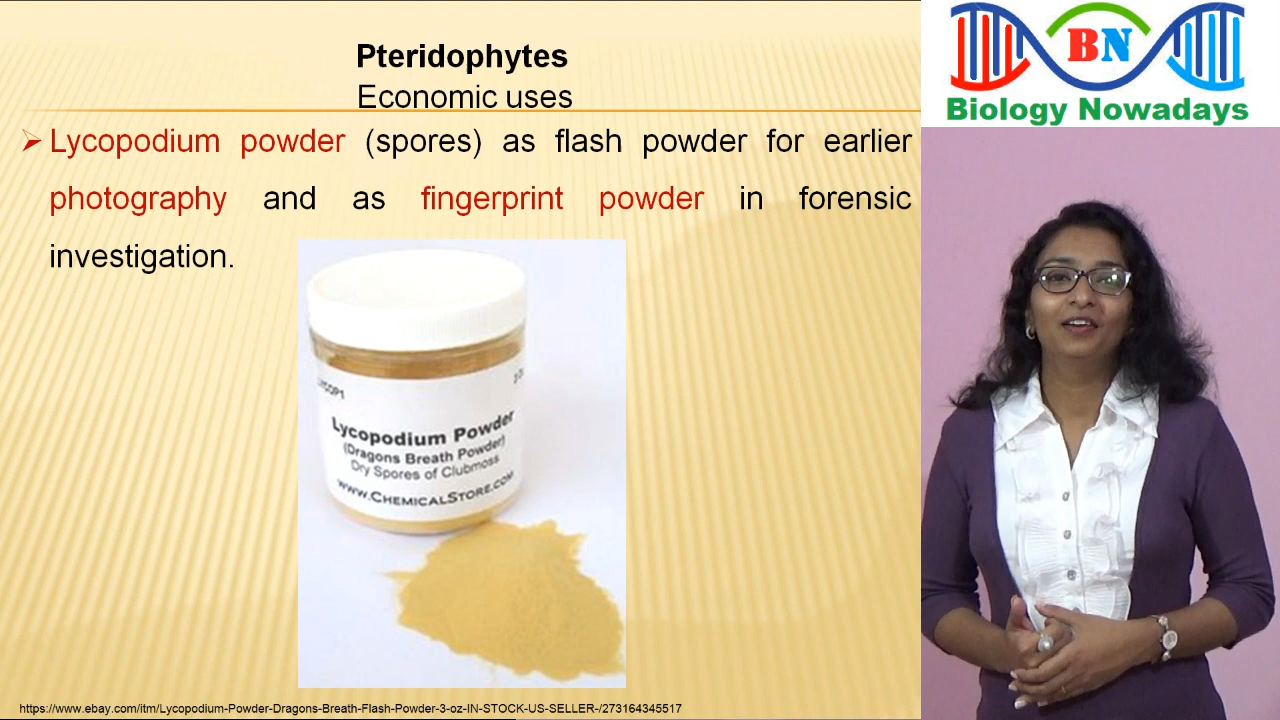 Pteridophytes
Economic uses
➢Lycopodium powder (spores) as flash powder for earlier
photography and as fingerprint powder in forensic
investigation.
LYCOP1
Lycopodium Powder
(Dragons Breath Powder)
Dry Spores of Clubmoss
www.ChemicalStore.com
https://www.ebay.com/itm/Lycopodium-Powder-Dragons-Breath-Flash-Powder-3-oz-IN-STOCK-US-SELLER-/273164345517
BN
Biology Nowadays